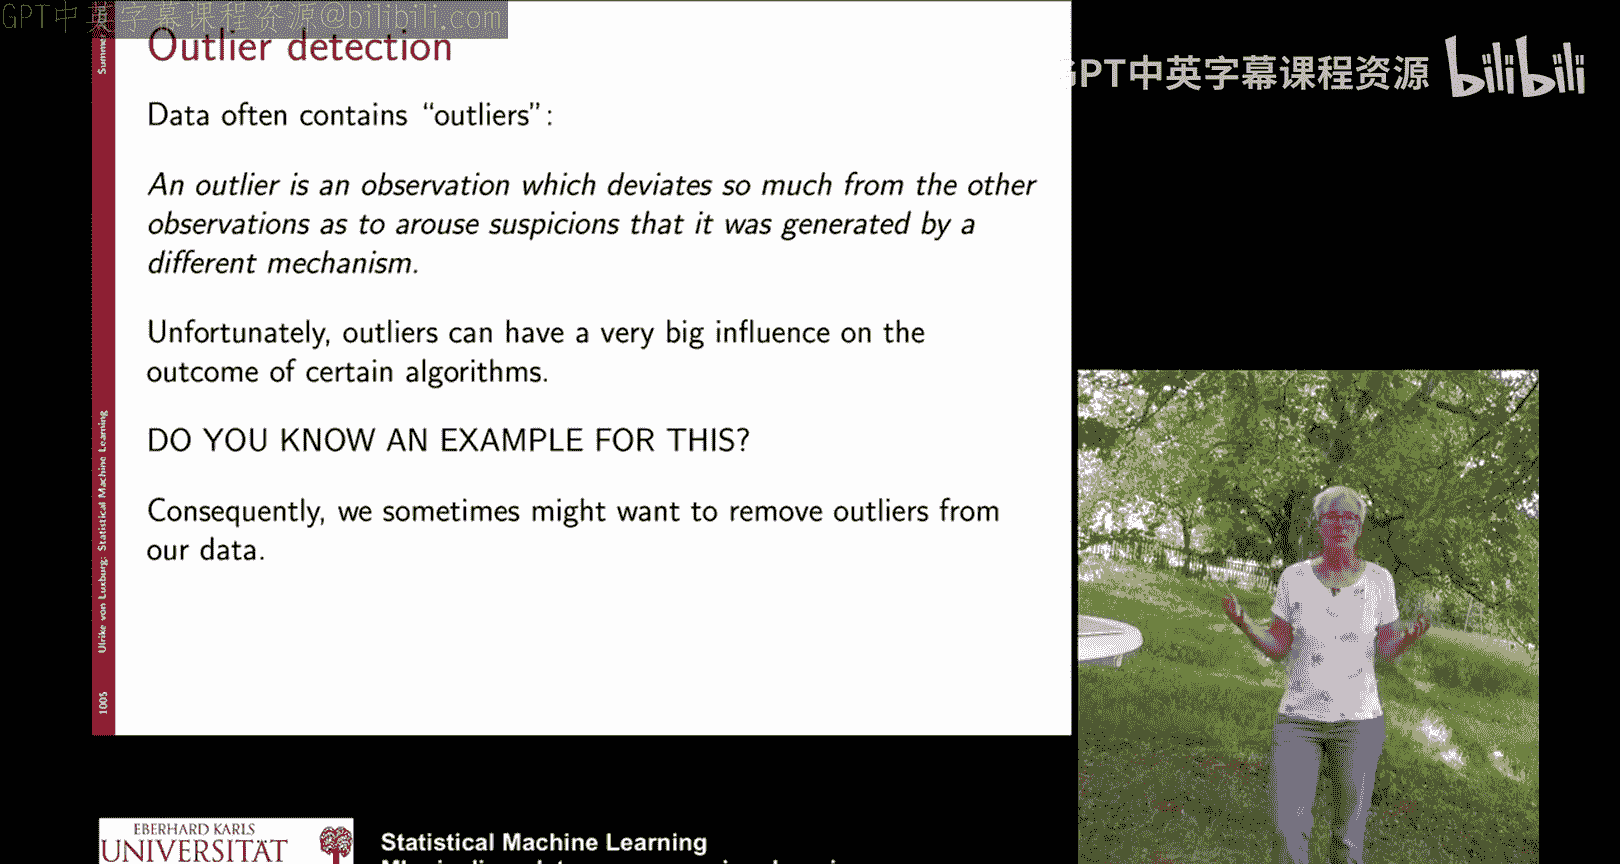 GPT中英字幕课程资源@bilibili.com
Outlier detection
Data often contains “outliers”:
An outlier is an observation which deviates so much from the other
observations as to arouse suspicions that it was generated by a
different mechanism.
Unfortunately, outliers can have a very big influence on the
outcome of certain algorithms.
DO YOU KNOW AN EXAMPLE FOR THIS?
Consequently, we sometimes might want to remove outliers from
our data.
Summer
Ulrike von Luxburg: Statistical Machine Learning
1005
GPT中英字幕课程资源 bilibili
EBERHARD KARLS
UNIVERSITÄT
Statistical Machine Learning